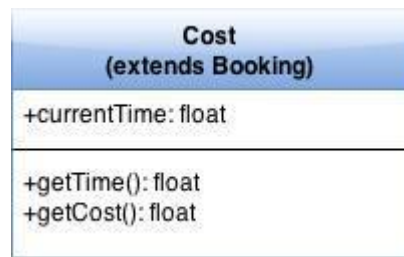 Cost
(extends Booking)
+currentTime: float
+getTime(): float
+getCost(): float